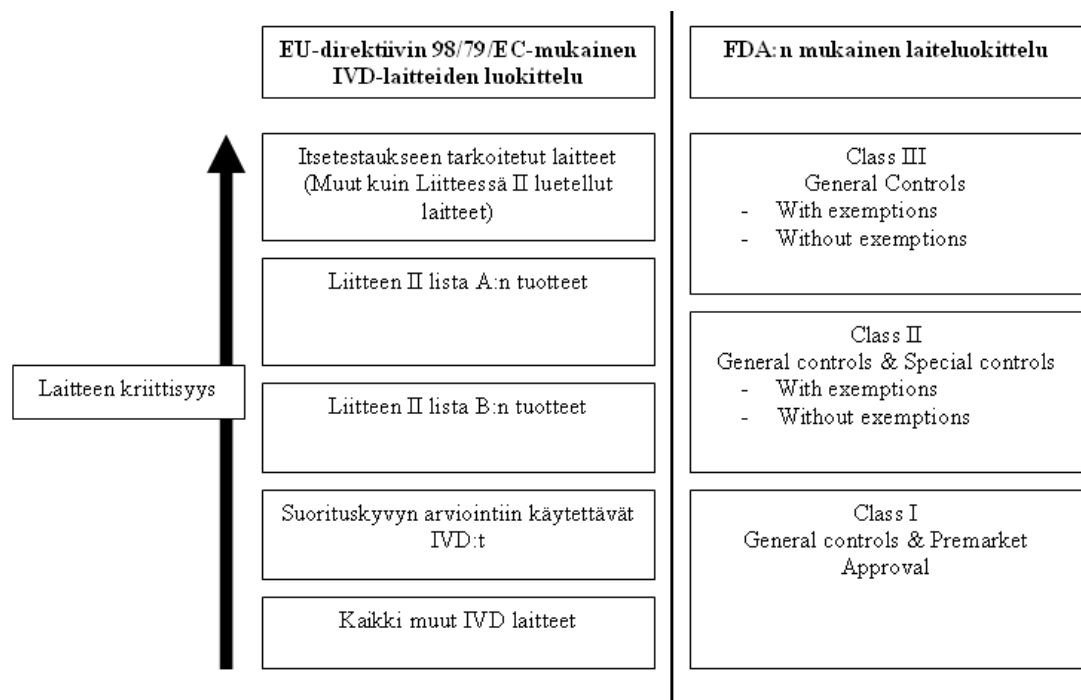 EU-direktiivin 98/79/EC-mukainen
IVD-laitteiden luokittelu
Itsetestaukseen tarkoitetut laitteet
(Muut kuin Liitteessä II luetellut
laitteet)
Liitteen II lista A:n tuotteet
Laitteen kriittisyys
Liitteen II lista B:n tuotteet
Suorituskyvyn arviointiin käytettävät
IVD:t
Kaikki muut IVD laitteet
FDA:n mukainen laiteluokittelu
Class III
General Controls
- With exemptions
- Without exemptions
Class II
General controls & Special controls
- With exemptions
- Without exemptions
Class I
General controls & Premarket
Approval